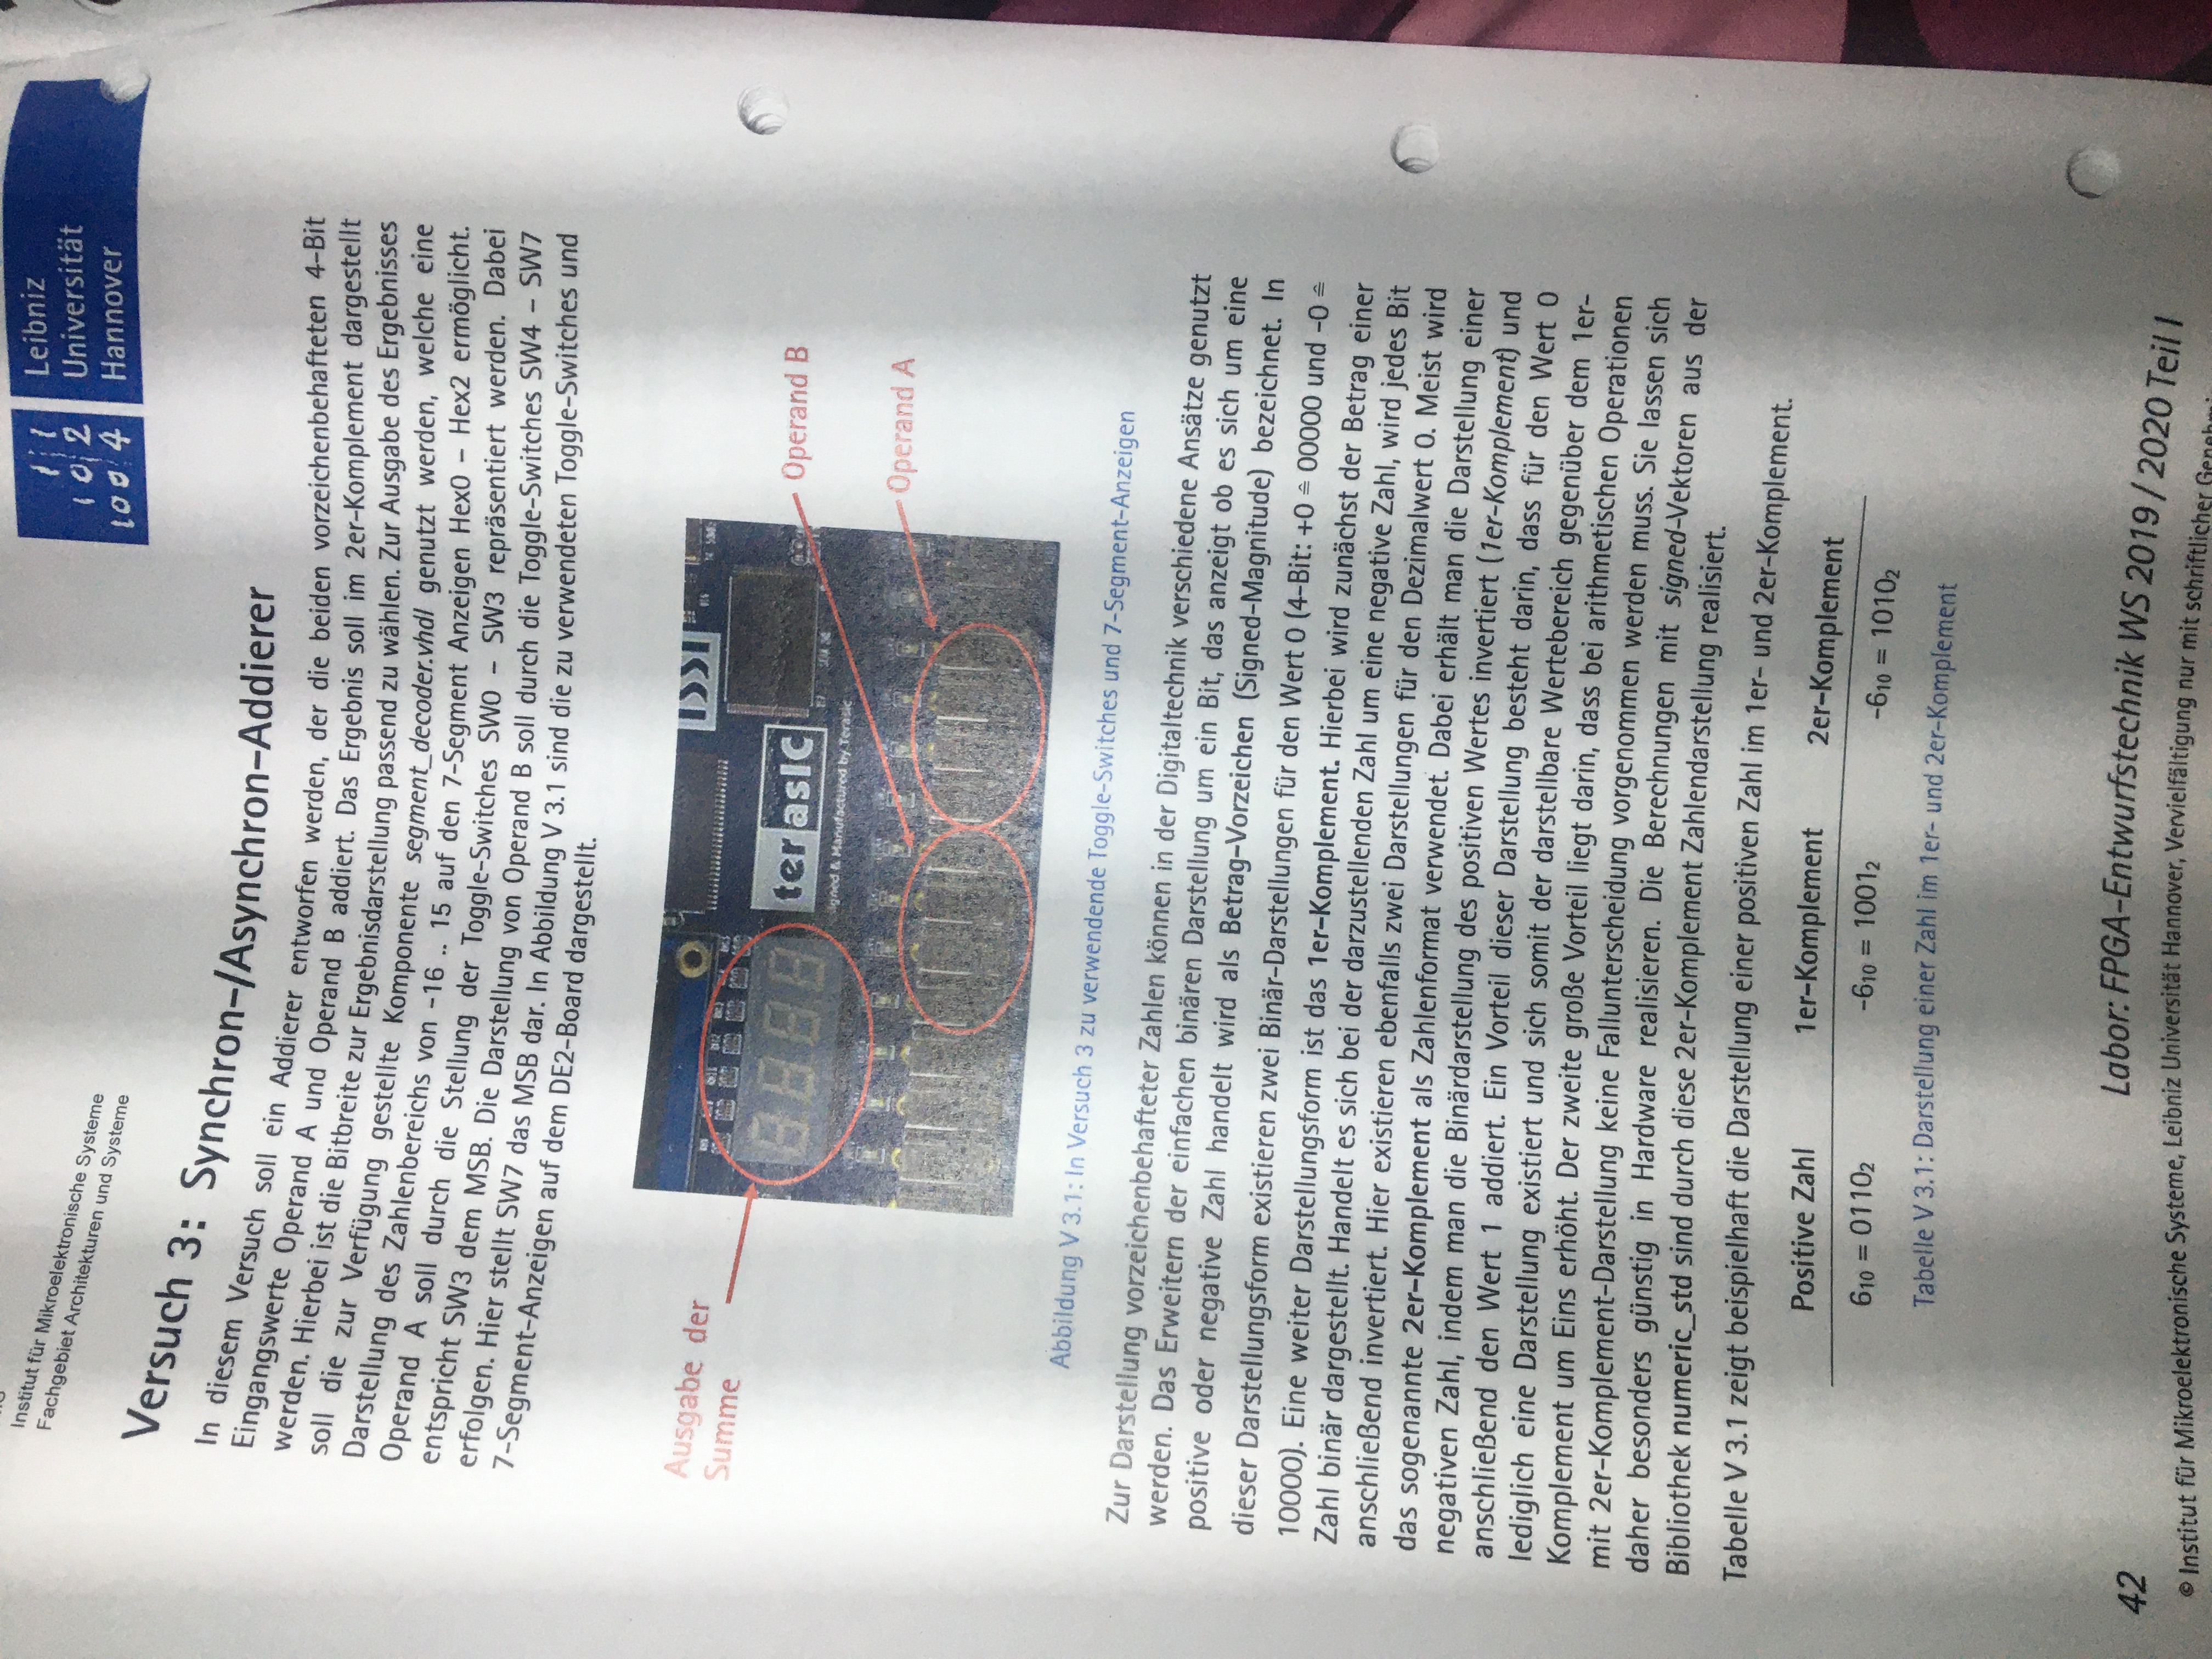 Institut für Mikroelektronische Systeme
Fachgebiet Architekturen und Systeme
Leibniz
Universität
Hannover
Versuch 3: Synchron-/Asynchron-Addierer
In diesem Versuch soll ein Addierer entworfen werden, der die beiden vorzeichenbehafteten 4-Bit
Eingangswerte Operand A und Operand B addiert. Das Ergebnis soll im 2er-Komplement dargestellt
werden. Hierbei ist die Bitbreite zur Ergebnisdarstellung passend zu wählen. Zur Ausgabe des Ergebnisses
soll die zur Verfügung gestellte Komponente segment_decoder.vhdl genutzt werden, welche eine
Darstellung des Zahlenbereichs von -16 .. 15 auf den 7-Segment Anzeigen Hex0 - Hex2 ermöglicht.
Operand A soll durch die Stellung der Toggle-Switches SW0 - SW3 repräsentiert werden. Dabei
entspricht SW3 dem MSB. Die Darstellung von Operand B soll durch die Toggle-Switches SW4 - SW7
erfolgen. Hier stellt SW7 das MSB dar. In Abbildung V 3.1 sind die zu verwendeten Toggle-Switches und
7-Segment-Anzeigen auf dem DE2-Board dargestellt.
Ausgabe der
Summe
terasic
Operand B
Operand A
Abbildung V 3.1: In Versuch 3 zu verwendende Toggle-Switches und 7-Segment-Anzeigen
Zur Darstellung vorzeichenbehafteter Zahlen können in der Digitaltechnik verschiedene Ansätze genutzt
werden. Das Erweitern der einfachen binären Darstellung um ein Bit, das anzeigt ob es sich um eine
positive oder negative Zahl handelt wird als Betrag-Vorzeichen (Signed-Magnitude) bezeichnet. In
dieser Darstellungsform existieren zwei Binär-Darstellungen für den Wert 0 (4-Bit: +0 ≙ 00000 und -0 ≙
10000). Eine weiter Darstellungsform ist das 1er-Komplement. Hierbei wird zunächst der Betrag einer
Zahl binär dargestellt. Handelt es sich bei der darzustellenden Zahl um eine negative Zahl, wird jedes Bit
anschließend invertiert. Hier existieren ebenfalls zwei Darstellungen für den Dezimalwert 0. Meist wird
das sogenannte 2er-Komplement als Zahlenformat verwendet. Dabei erhält man die Darstellung einer
negativen Zahl, indem man die Binärdarstellung des positiven Wertes invertiert (1er-Komplement) und
anschließend den Wert 1 addiert. Ein Vorteil dieser Darstellung besteht darin, dass für den Wert 0
lediglich eine Darstellung existiert und sich somit der darstellbare Wertebereich gegenüber dem 1er-
Komplement um Eins erhöht. Der zweite große Vorteil liegt darin, dass bei arithmetischen Operationen
mit 2er-Komplement-Darstellung keine Fallunterscheidung vorgenommen werden muss. Sie lassen sich
daher besonders günstig in Hardware realisieren. Die Berechnungen mit signed-Vektoren aus der
Bibliothek numeric_std sind durch diese 2er-Komplement Zahlendarstellung realisiert.
Tabelle V 3.1 zeigt beispielhaft die Darstellung einer positiven Zahl im 1er- und 2er-Komplement.
Positive Zahl 1er-Komplement 2er-Komplement
6₁₀ = 0110₂ -6₁₀ = 1001₂ -6₁₀ = 1010₂
Tabelle V 3.1: Darstellung einer Zahl im 1er- und 2er-Komplement
42 Labor: FPGA-Entwurfstechnik WS 2019 / 2020 Teil I
© Institut für Mikroelektronische Systeme, Leibniz Universität Hannover, Vervielfältigung nur mit schriftlicher